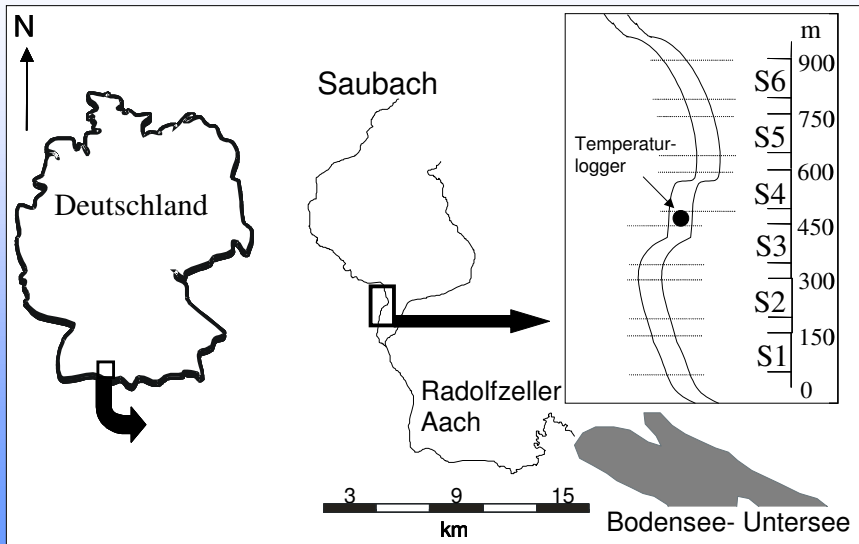 N
Deutschland
Saubach
Radolfzeller
Aach
3 9 15
km
Bodensee- Untersee
Temperatur-
logger
m
900
S6
750
S5
600
S4
450
S3
300
S2
150
S1
0